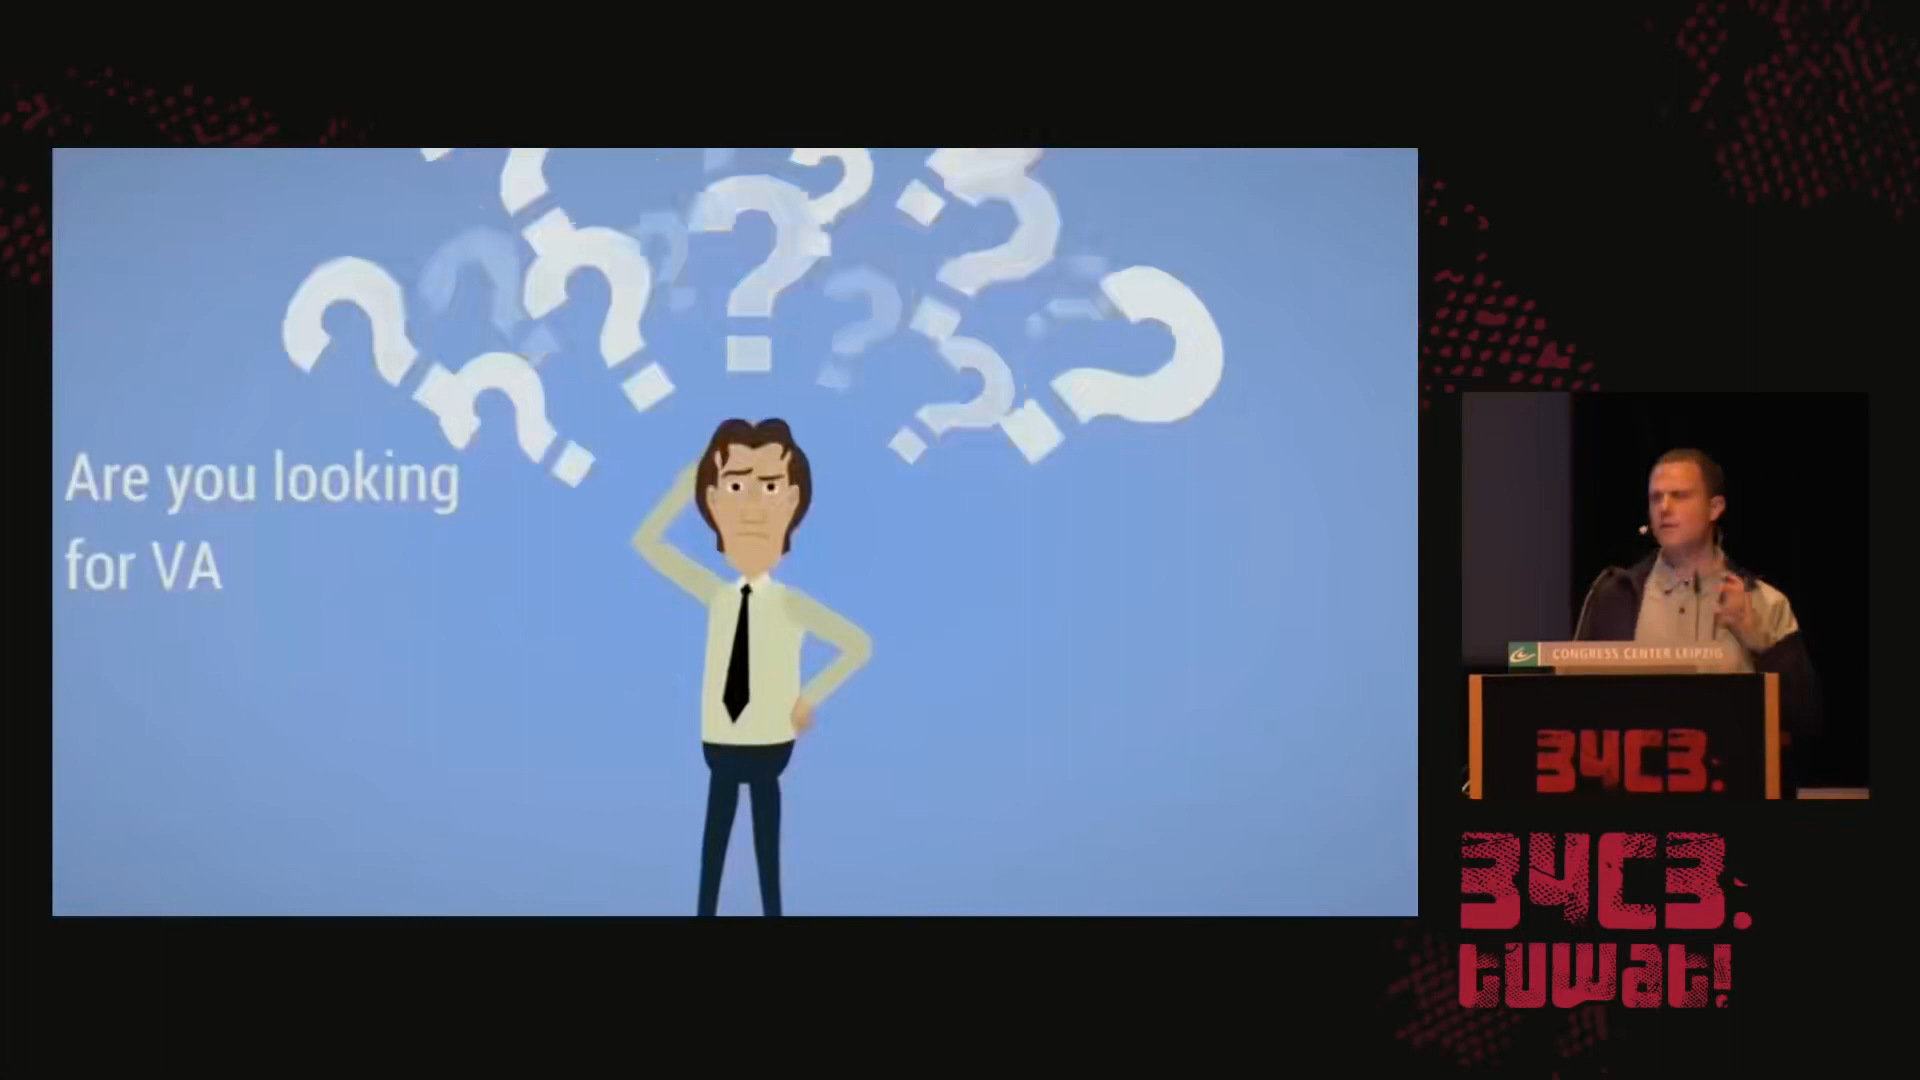 Are you looking
for VA
CONGRESS CENTER LEIPZIG
34C3.
34C3.
tuwat!